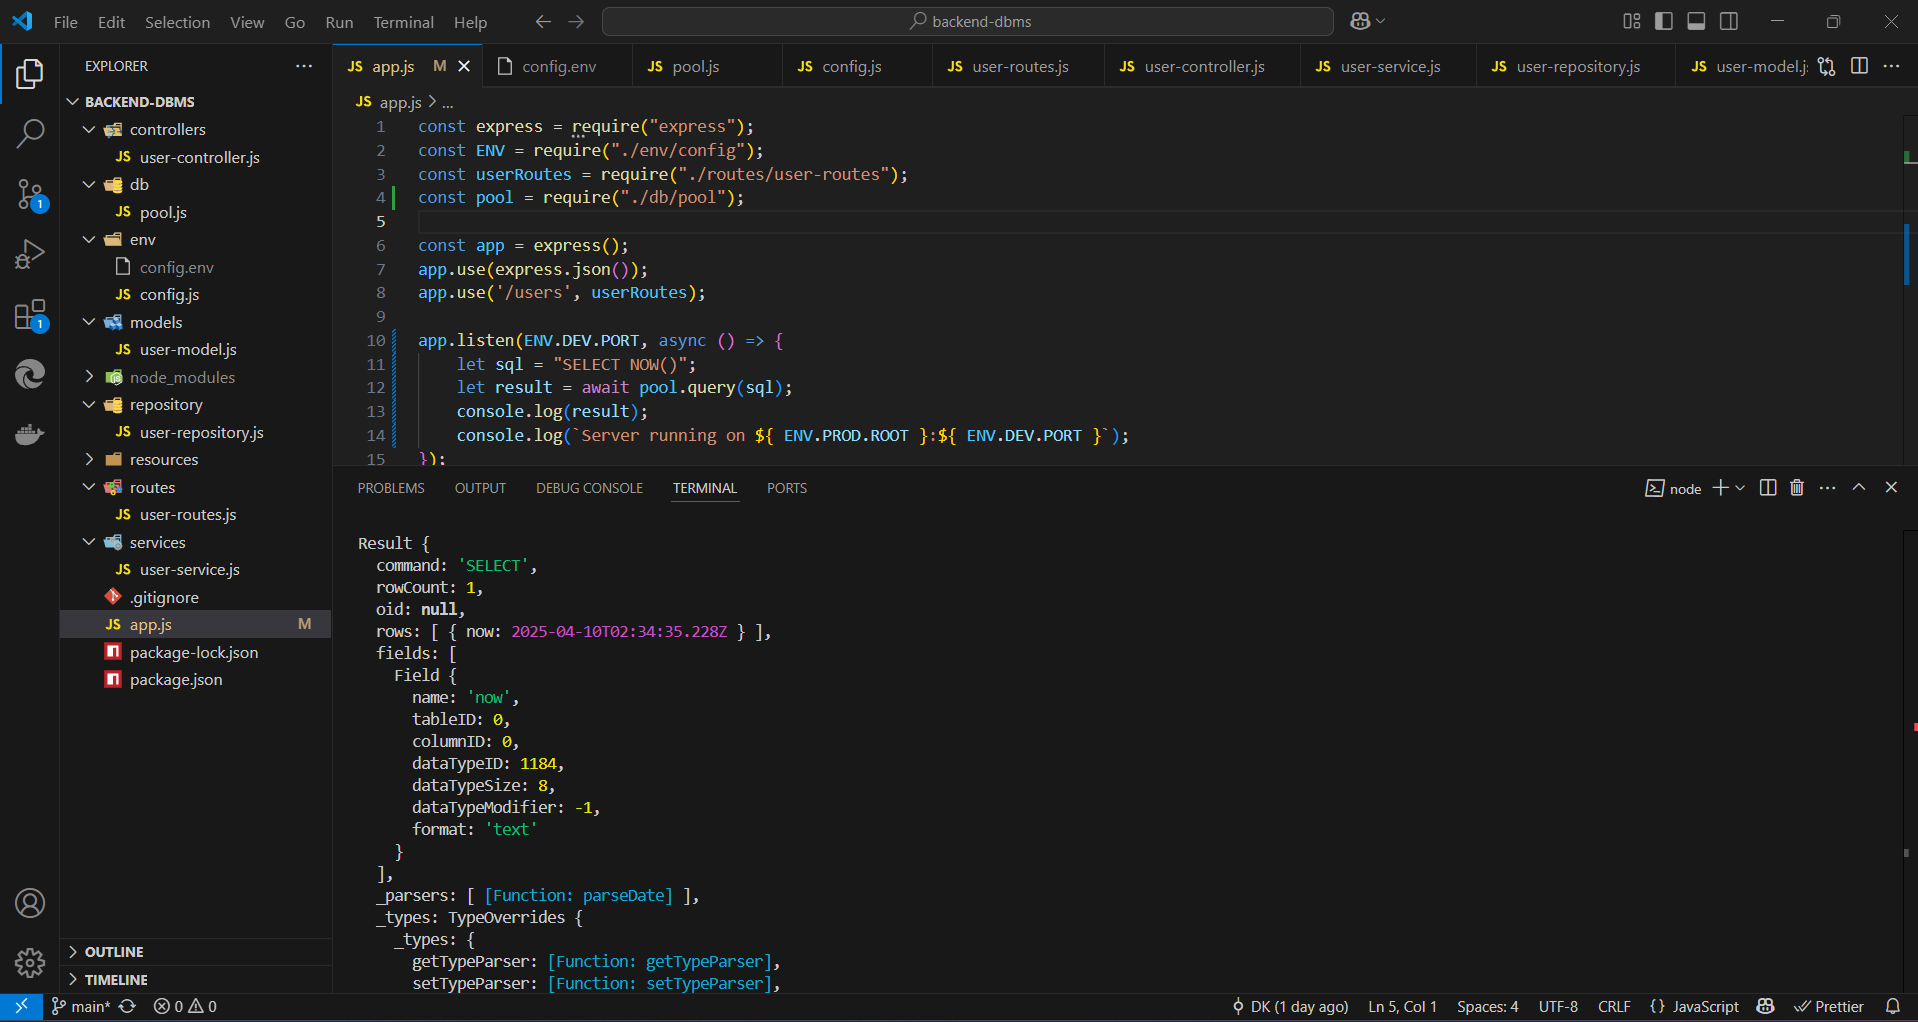 File Edit Selection View Go Run Terminal Help
backend-dbms
EXPLORER
BACKEND-DBMS
controllers
JS user-controller.js
db
JS pool.js
env
config.env
JS config.js
models
JS user-model.js
node_modules
repository
JS user-repository.js
resources
routes
JS user-routes.js
services
JS user-service.js
.gitignore
JS app.js M
package-lock.json
package.json
OUTLINE
TIMELINE
1
1
JS app.js M
config.env
JS pool.js
JS config.js
JS user-routes.js
JS user-controller.js
JS user-service.js
JS user-repository.js
JS user-model.j
JS app.js > ...
1 const express = require("express");
2 const ENV = require("./env/config");
3 const userRoutes = require("./routes/user-routes");
4 const pool = require("./db/pool");
5
6 const app = express();
7 app.use(express.json());
8 app.use('/users', userRoutes);
9
10 app.listen(ENV.DEV.PORT, async () => {
11 let sql = "SELECT NOW()";
12 let result = await pool.query(sql);
13 console.log(result);
14 console.log(`Server running on ${ ENV.PROD.ROOT }:${ ENV.DEV.PORT }`);
15 });
PROBLEMS OUTPUT DEBUG CONSOLE TERMINAL PORTS
node
Result {
command: 'SELECT',
rowCount: 1,
oid: null,
rows: [ { now: 2025-04-10T02:34:35.228Z } ],
fields: [
Field {
name: 'now',
tableID: 0,
columnID: 0,
dataTypeID: 1184,
dataTypeSize: 8,
dataTypeModifier: -1,
format: 'text'
}
],
_parsers: [ [Function: parseDate] ],
_types: TypeOverrides {
_types: {
getTypeParser: [Function: getTypeParser],
setTypeParser: [Function: setTypeParser],
main* 0 0
DK (1 day ago) Ln 5, Col 1 Spaces: 4 UTF-8 CRLF {} JavaScript Prettier